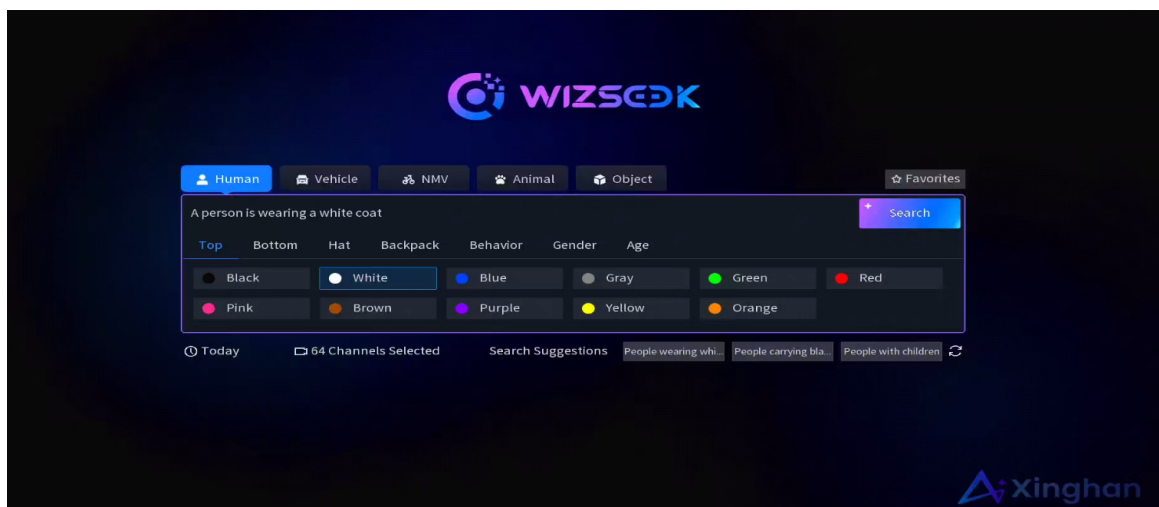 WIZSEEK
Human Vehicle NMV Animal Object Favorites
A person is wearing a white coat Search
Top Bottom Hat Backpack Behavior Gender Age
Black White Blue Gray Green Red
Pink Brown Purple Yellow Orange
Today 64 Channels Selected Search Suggestions People wearing whi... People carrying bla... People with children
Xinghan